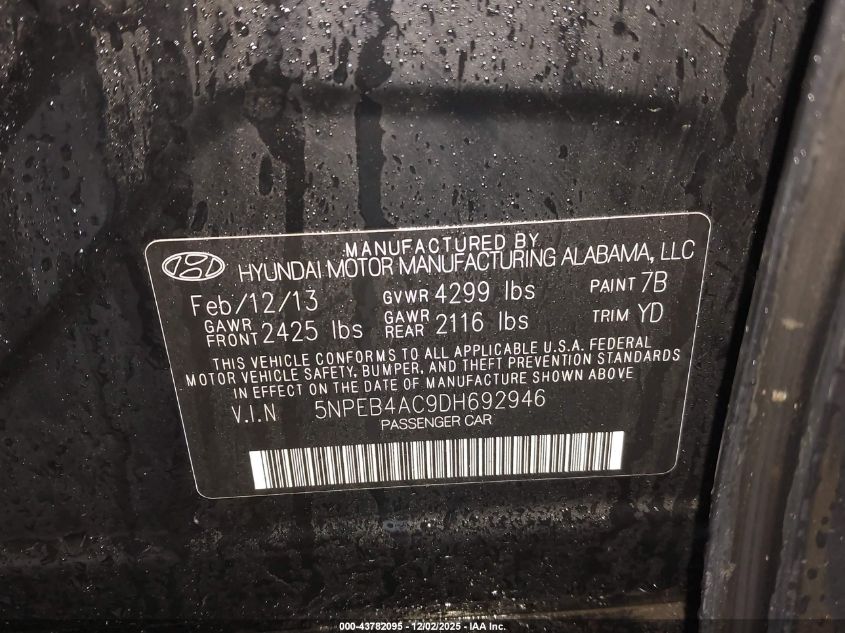 MANUFACTURED BY
HYUNDAI MOTOR MANUFACTURING ALABAMA, LLC
Feb/12/13 GVWR 4299 lbs PAINT 7B
GAWR FRONT 2425 lbs GAWR REAR 2116 lbs TRIM YD
THIS VEHICLE CONFORMS TO ALL APPLICABLE U.S.A. FEDERAL
MOTOR VEHICLE SAFETY, BUMPER, AND THEFT PREVENTION STANDARDS
IN EFFECT ON THE DATE OF MANUFACTURE SHOWN ABOVE
V.I.N 5NPEB4AC9DH692946
PASSENGER CAR
000-43782095 - 12/02/2025 - IAA Inc.